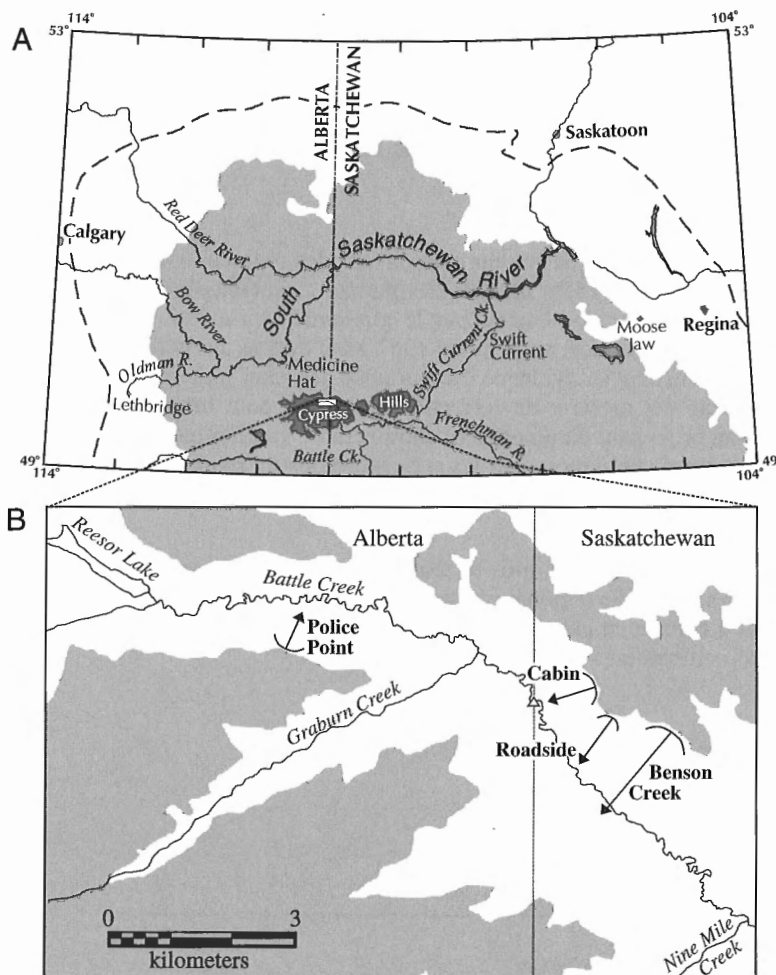 A
114°
104°
53°
53°
ALBERTA
SASKATCHEWAN
Saskatoon
Red Deer River
Calgary
South Saskatchewan River
Bow River
Swift Current Ck.
Moose
Jaw
Regina
Swift
Current
Oldman R.
Medicine
Hat
Lethbridge
Cypress
Hills
Frenchman R.
Battle Ck.
49°
114°
49°
104°
B
Reesor Lake
Alberta
Saskatchewan
Battle Creek
Police
Point
Cabin
Graburn Creek
Roadside
Benson
Creek
0
3
kilometers
Nine Mile
Creek